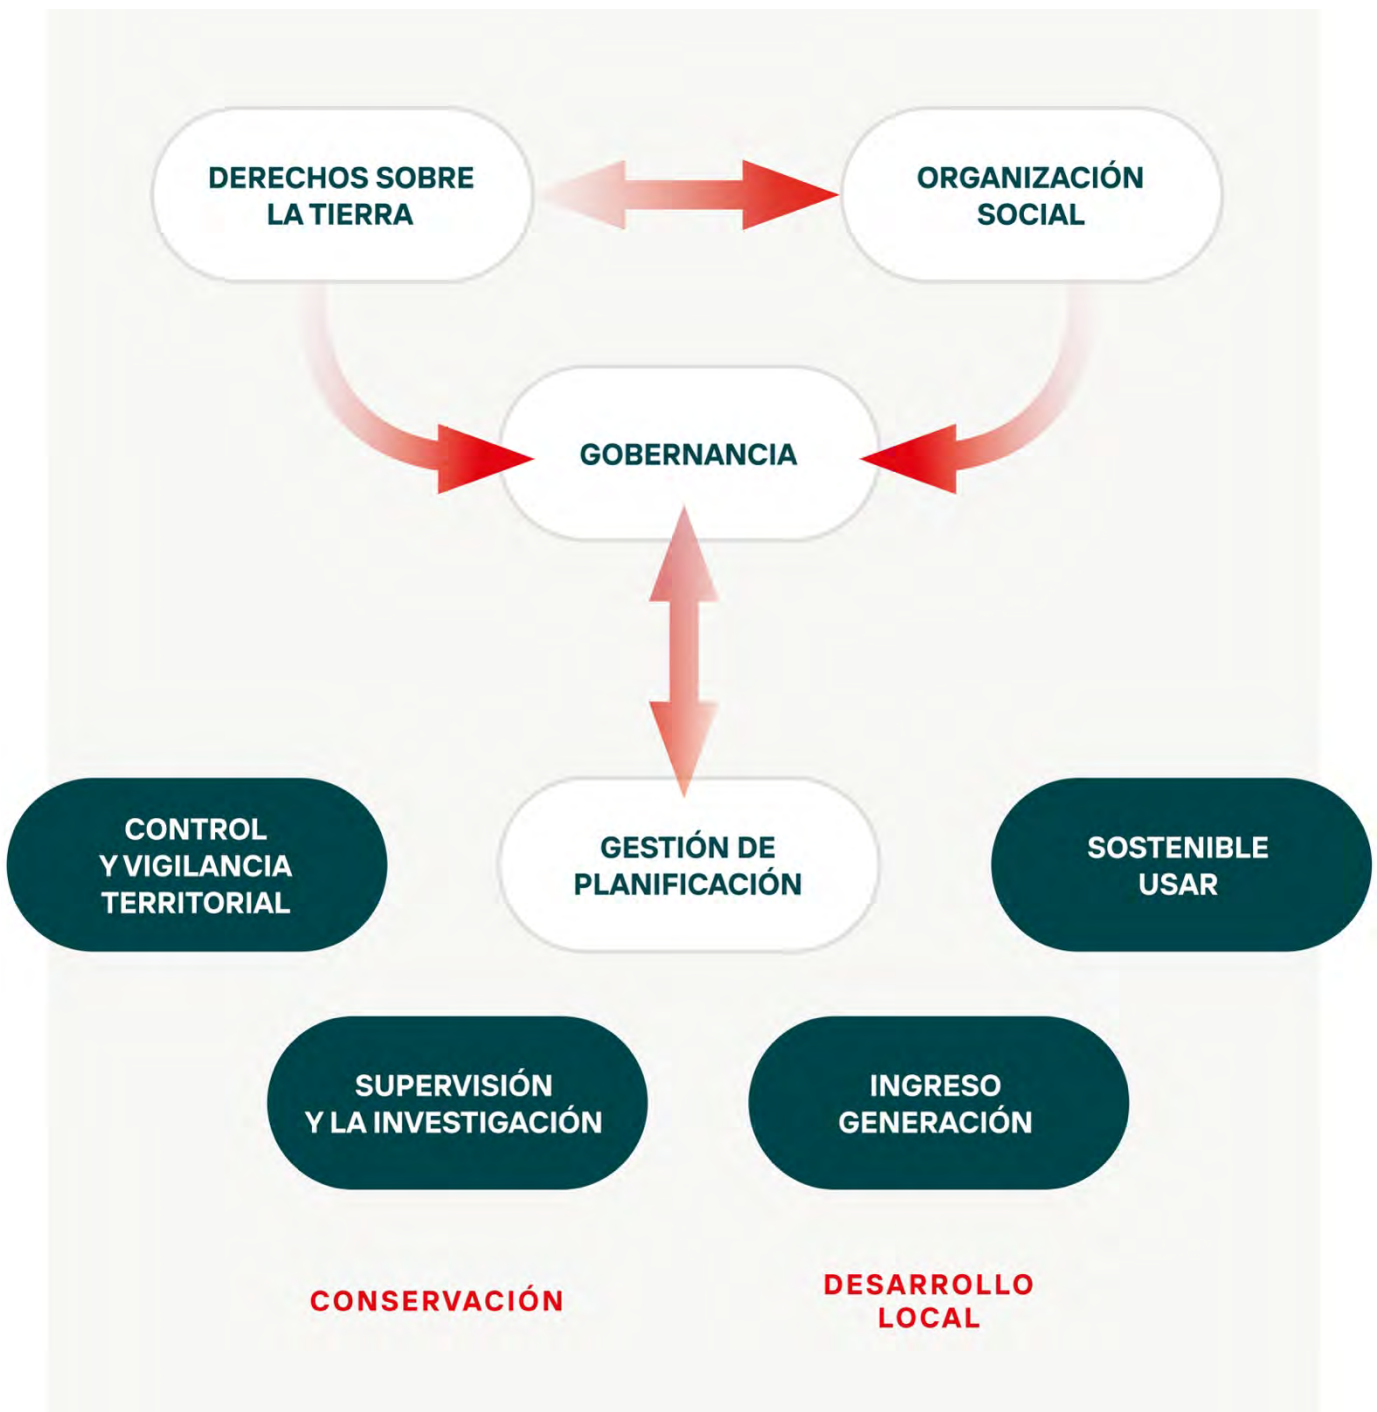 DERECHOS SOBRE
LA TIERRA
ORGANIZACIÓN
SOCIAL
GOBERNANCIA
CONTROL
Y VIGILANCIA
TERRITORIAL
GESTIÓN DE
PLANIFICACIÓN
SOSTENIBLE
USAR
SUPERVISIÓN
Y LA INVESTIGACIÓN
INGRESO
GENERACIÓN
CONSERVACIÓN
DESARROLLO
LOCAL